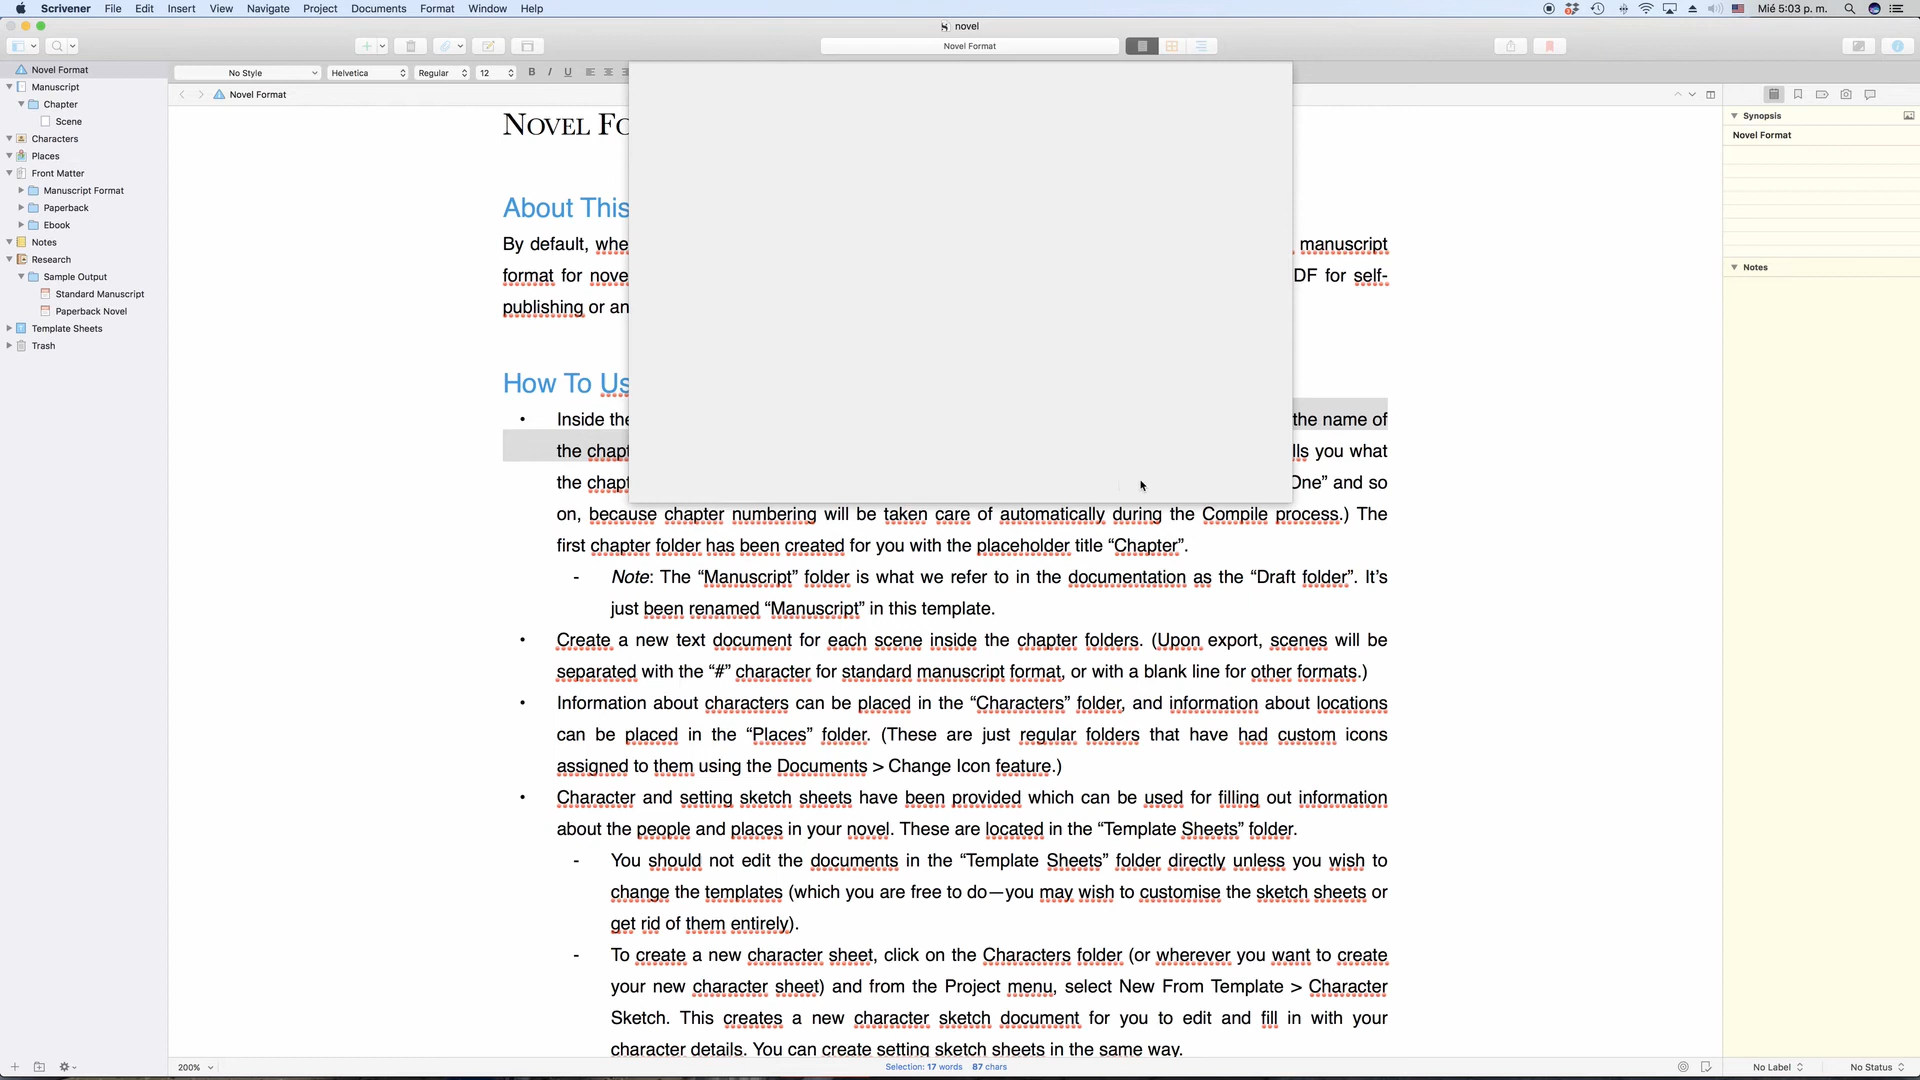 Scrivener File Edit Insert View Navigate Project Documents Format Window Help Mié 5:03 p. m.
novel
Novel Format
Novel Format
Manuscript
Chapter
Scene
Characters
Places
Front Matter
Manuscript Format
Paperback
Ebook
Notes
Research
Sample Output
Standard Manuscript
Paperback Novel
Template Sheets
Trash
No Style Helvetica Regular 12 B I U
Novel Format
NOVEL FO
About This
By default, whe manuscript
format for nove DF for self-
publishing or an
How To Us
• Inside the the name of
the chapt lls you what
the chapt One” and so
on, because chapter numbering will be taken care of automatically during the Compile process.) The
first chapter folder has been created for you with the placeholder title “Chapter”.
- Note: The “Manuscript” folder is what we refer to in the documentation as the “Draft folder”. It’s
just been renamed “Manuscript” in this template.
• Create a new text document for each scene inside the chapter folders. (Upon export, scenes will be
separated with the “#” character for standard manuscript format, or with a blank line for other formats.)
• Information about characters can be placed in the “Characters” folder, and information about locations
can be placed in the “Places” folder. (These are just regular folders that have had custom icons
assigned to them using the Documents > Change Icon feature.)
• Character and setting sketch sheets have been provided which can be used for filling out information
about the people and places in your novel. These are located in the “Template Sheets” folder.
- You should not edit the documents in the “Template Sheets” folder directly unless you wish to
change the templates (which you are free to do—you may wish to customise the sketch sheets or
get rid of them entirely).
- To create a new character sheet, click on the Characters folder (or wherever you want to create
your new character sheet) and from the Project menu, select New From Template > Character
Sketch. This creates a new character sketch document for you to edit and fill in with your
character details. You can create setting sketch sheets in the same way.
Synopsis
Novel Format
Notes
200% Selection: 17 words 87 chars No Label No Status